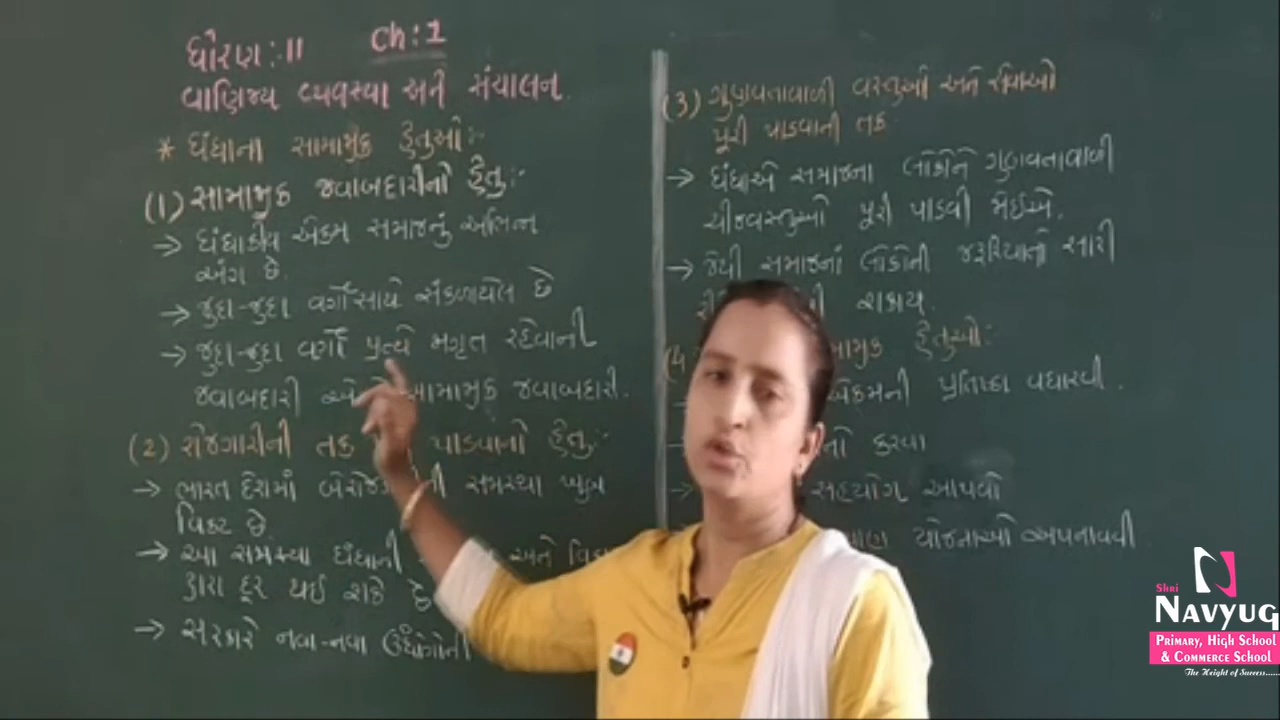 ધોરણ:-11 Ch:1
વાણિજ્ય વ્યવસ્થા અને સંચાલન.
* ધંધાના સામાજીક હેતુઓ:-
(1) સામાજીક જવાબદારીનો હેતુ:-
→ ધંધાકીય એકમ સમાજનું અભિન્ન
અંગ છે.
→ જુદા-જુદા વર્ગો સાથે સંકળાયેલ છે
→ જુદા-જુદા વર્ગો પ્રત્યે જાગૃત રહેવાની
જવાબદારી સામાજીક જવાબદારી.
(2) રોજગારીની તક પાડવાનો હેતુ:-
→ ભારત દેશમાં સમસ્યા ખુબ
વિકટ છે.
→ આ સમસ્યા ધંધાની અને
દ્વારા દૂર થઈ શકે છે
→ સરકારે નવા-નવા ઉદ્યોગોની
(3) ગુણવતાવાળી વસ્તુઓ અને સેવાઓ
પૂરી પાડવાની તક
→ ધંધાએ સમાજના લોકોને ગુણવતાવાળી
ચીજવસ્તુઓ પૂરી પાડવી જોઈએ.
→ જેથી સમાજનાં લોકોની જરૂરિયાતો સારી
શકાય.
(4 હેતુઓ:
એકમની પ્રતિષ્ઠા વધારવી.
કરવા
→ સહયોગ આપવો
યોજનાઓ અપનાવવી
Shri
NAVYUG
PRIMARY, HIGH SCHOOL
& COMMERCE SCHOOL
The Height of Success......